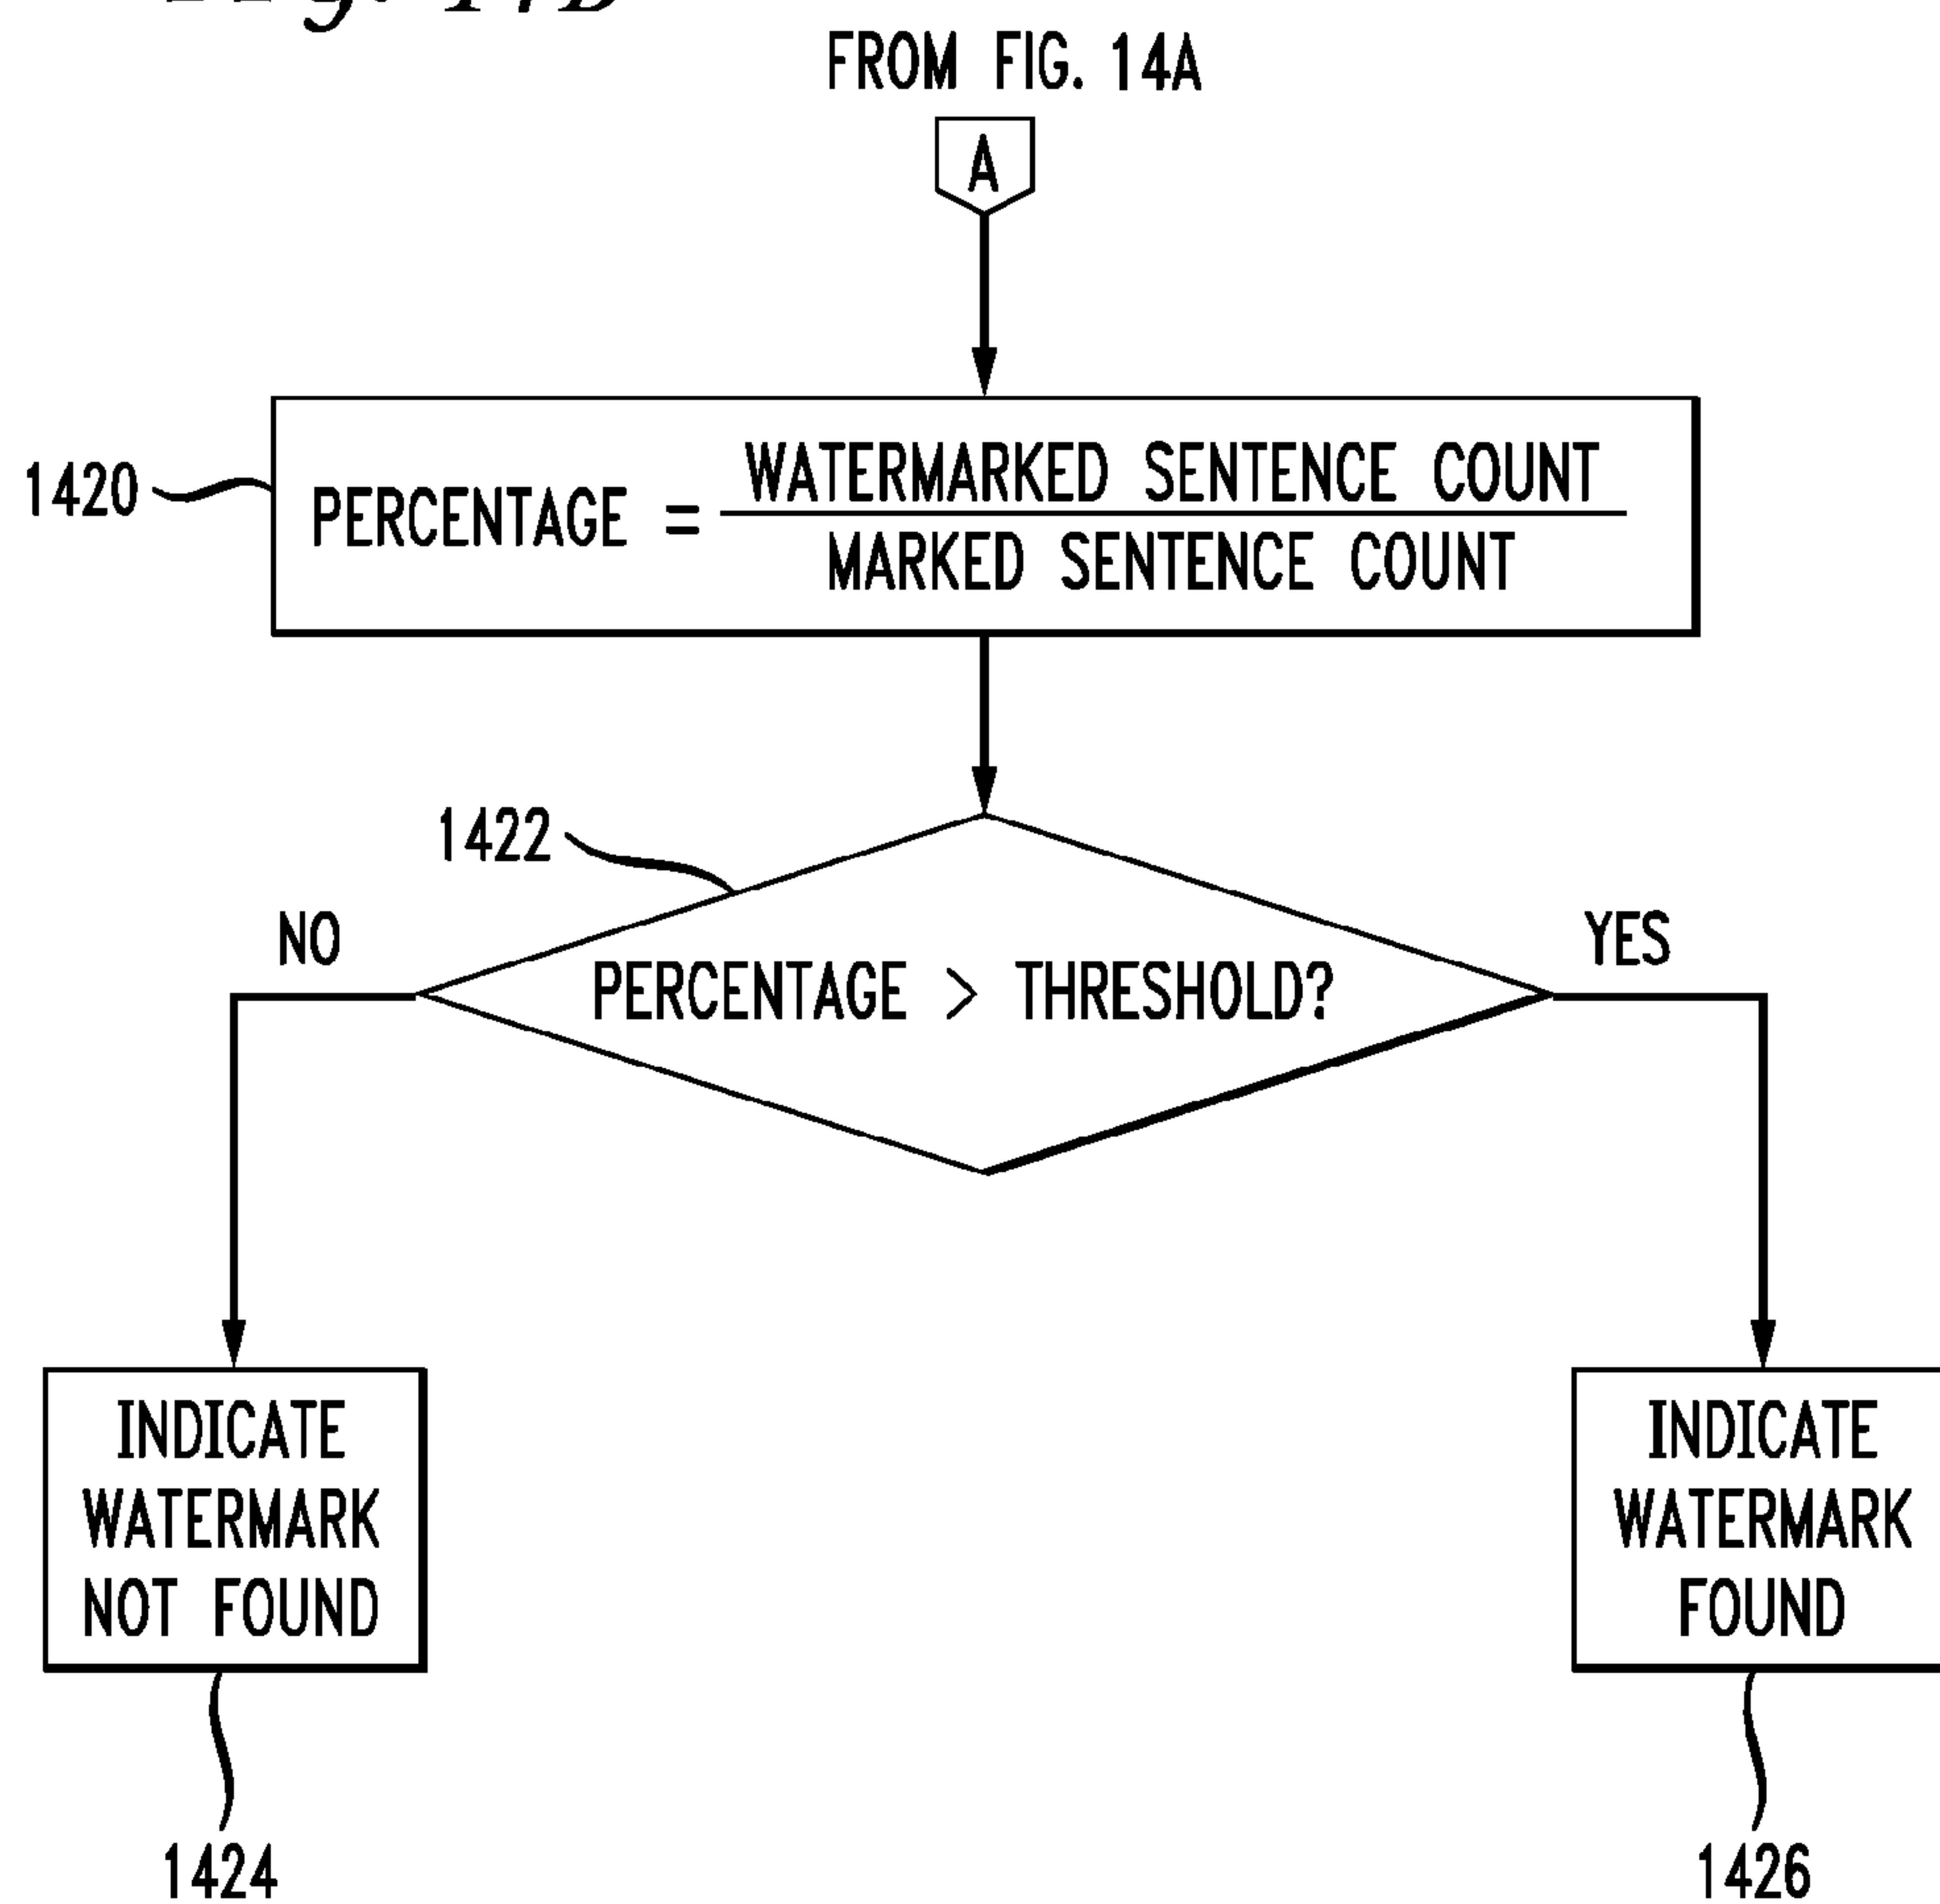 FROM FIG. 14A
A
1420
PERCENTAGE = WATERMARKED SENTENCE COUNT
MARKED SENTENCE COUNT
1422
NO
YES
PERCENTAGE > THRESHOLD?
INDICATE
WATERMARK
NOT FOUND
INDICATE
WATERMARK
FOUND
1424
1426